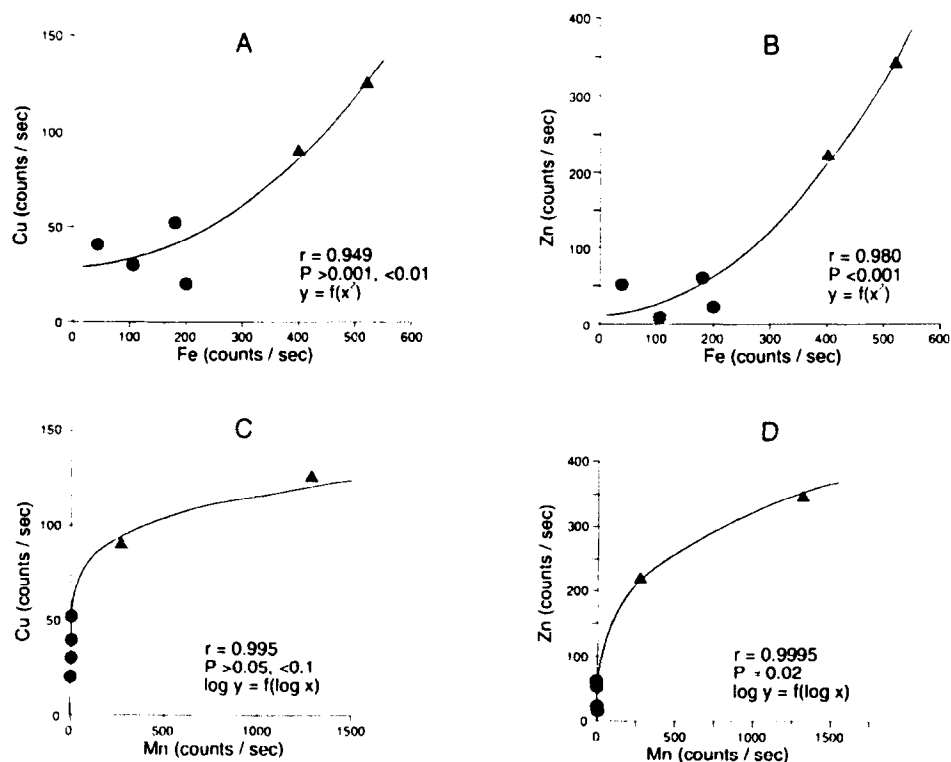 A
150
100
50
0
Cu (counts / sec)
r = 0.949
P >0.001, <0.01
y = f(x²)
0 100 200 300 400 500 600
Fe (counts / sec)
B
400
350
200
100
0
Zn (counts / sec)
r = 0.980
P <0.001
y = f(x²)
0 100 200 300 400 500 600
Fe (counts / sec)
C
150
100
50
0
Cu (counts / sec)
r = 0.995
P >0.05, <0.1
log y = f(log x)
0 500 1000 1500
Mn (counts / sec)
D
400
350
200
100
0
Zn (counts / sec)
r = 0.9995
P ≠ 0.02
log y = f(log x)
0 500 1000 1500
Mn (counts / sec)